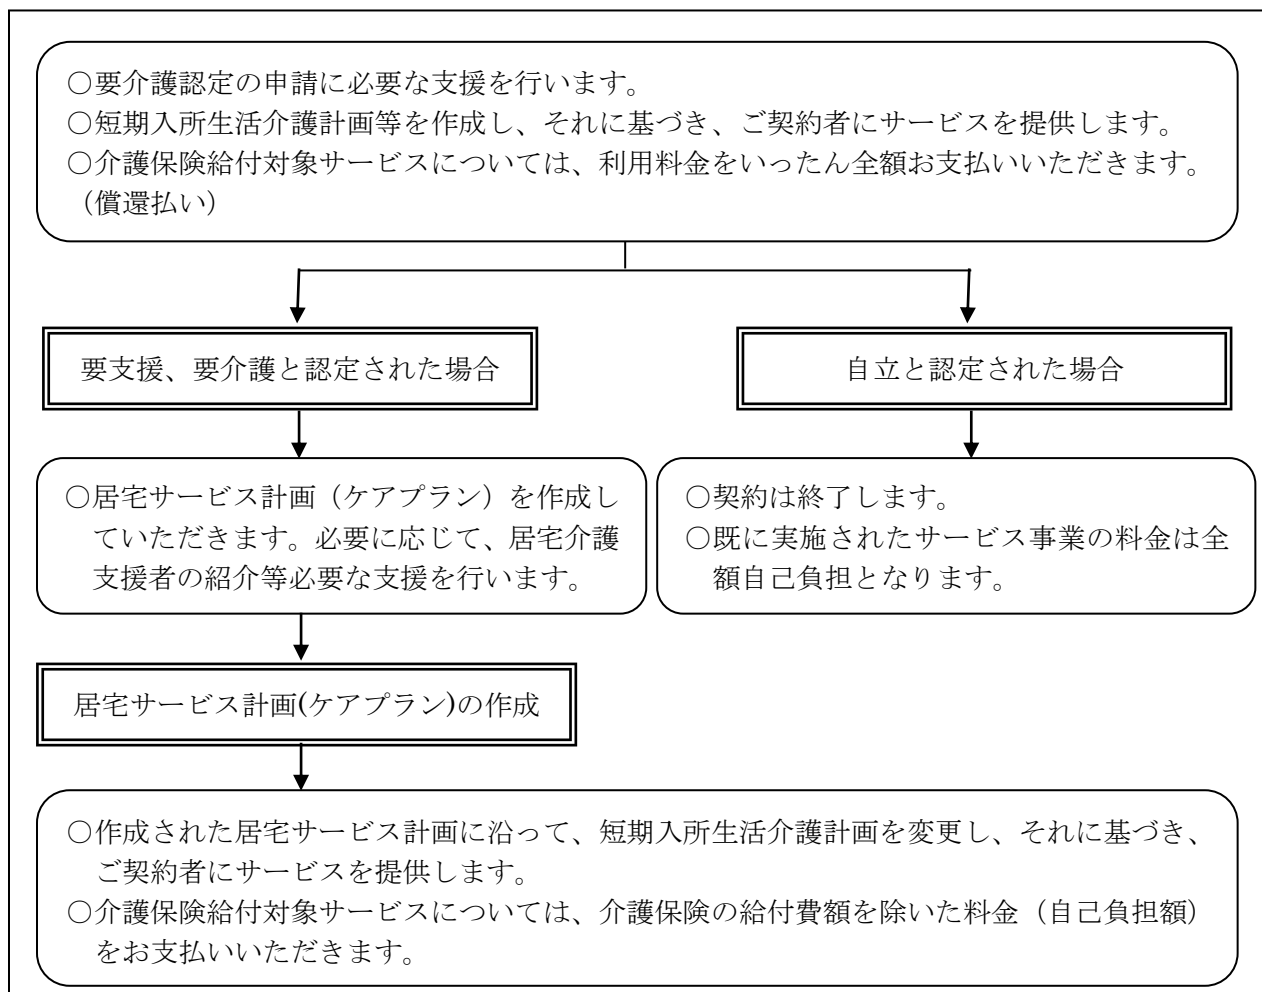 ○要介護認定の申請に必要な支援を行います。
○短期入所生活介護計画等を作成し、それに基づき、ご契約者にサービスを提供します。
○介護保険給付対象サービスについては、利用料金をいったん全額お支払いいただきます。
（償還払い）
要支援、要介護と認定された場合
自立と認定された場合
○居宅サービス計画（ケアプラン）を作成し
ていただきます。必要に応じて、居宅介護
支援者の紹介等必要な支援を行います。
○契約は終了します。
○既に実施されたサービス事業の料金は全
額自己負担となります。
居宅サービス計画(ケアプラン)の作成
○作成された居宅サービス計画に沿って、短期入所生活介護計画を変更し、それに基づき、
ご契約者にサービスを提供します。
○介護保険給付対象サービスについては、介護保険の給付費額を除いた料金（自己負担額）
をお支払いいただきます。